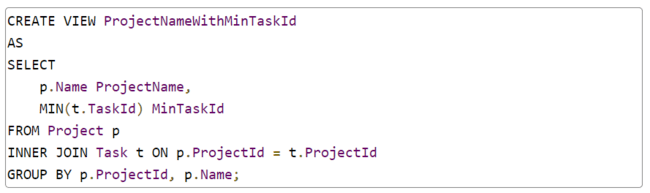 CREATE VIEW ProjectNameWithMinTaskId
AS
SELECT
    p.Name ProjectName,
    MIN(t.TaskId) MinTaskId
FROM Project p
INNER JOIN Task t ON p.ProjectId = t.ProjectId
GROUP BY p.ProjectId, p.Name;